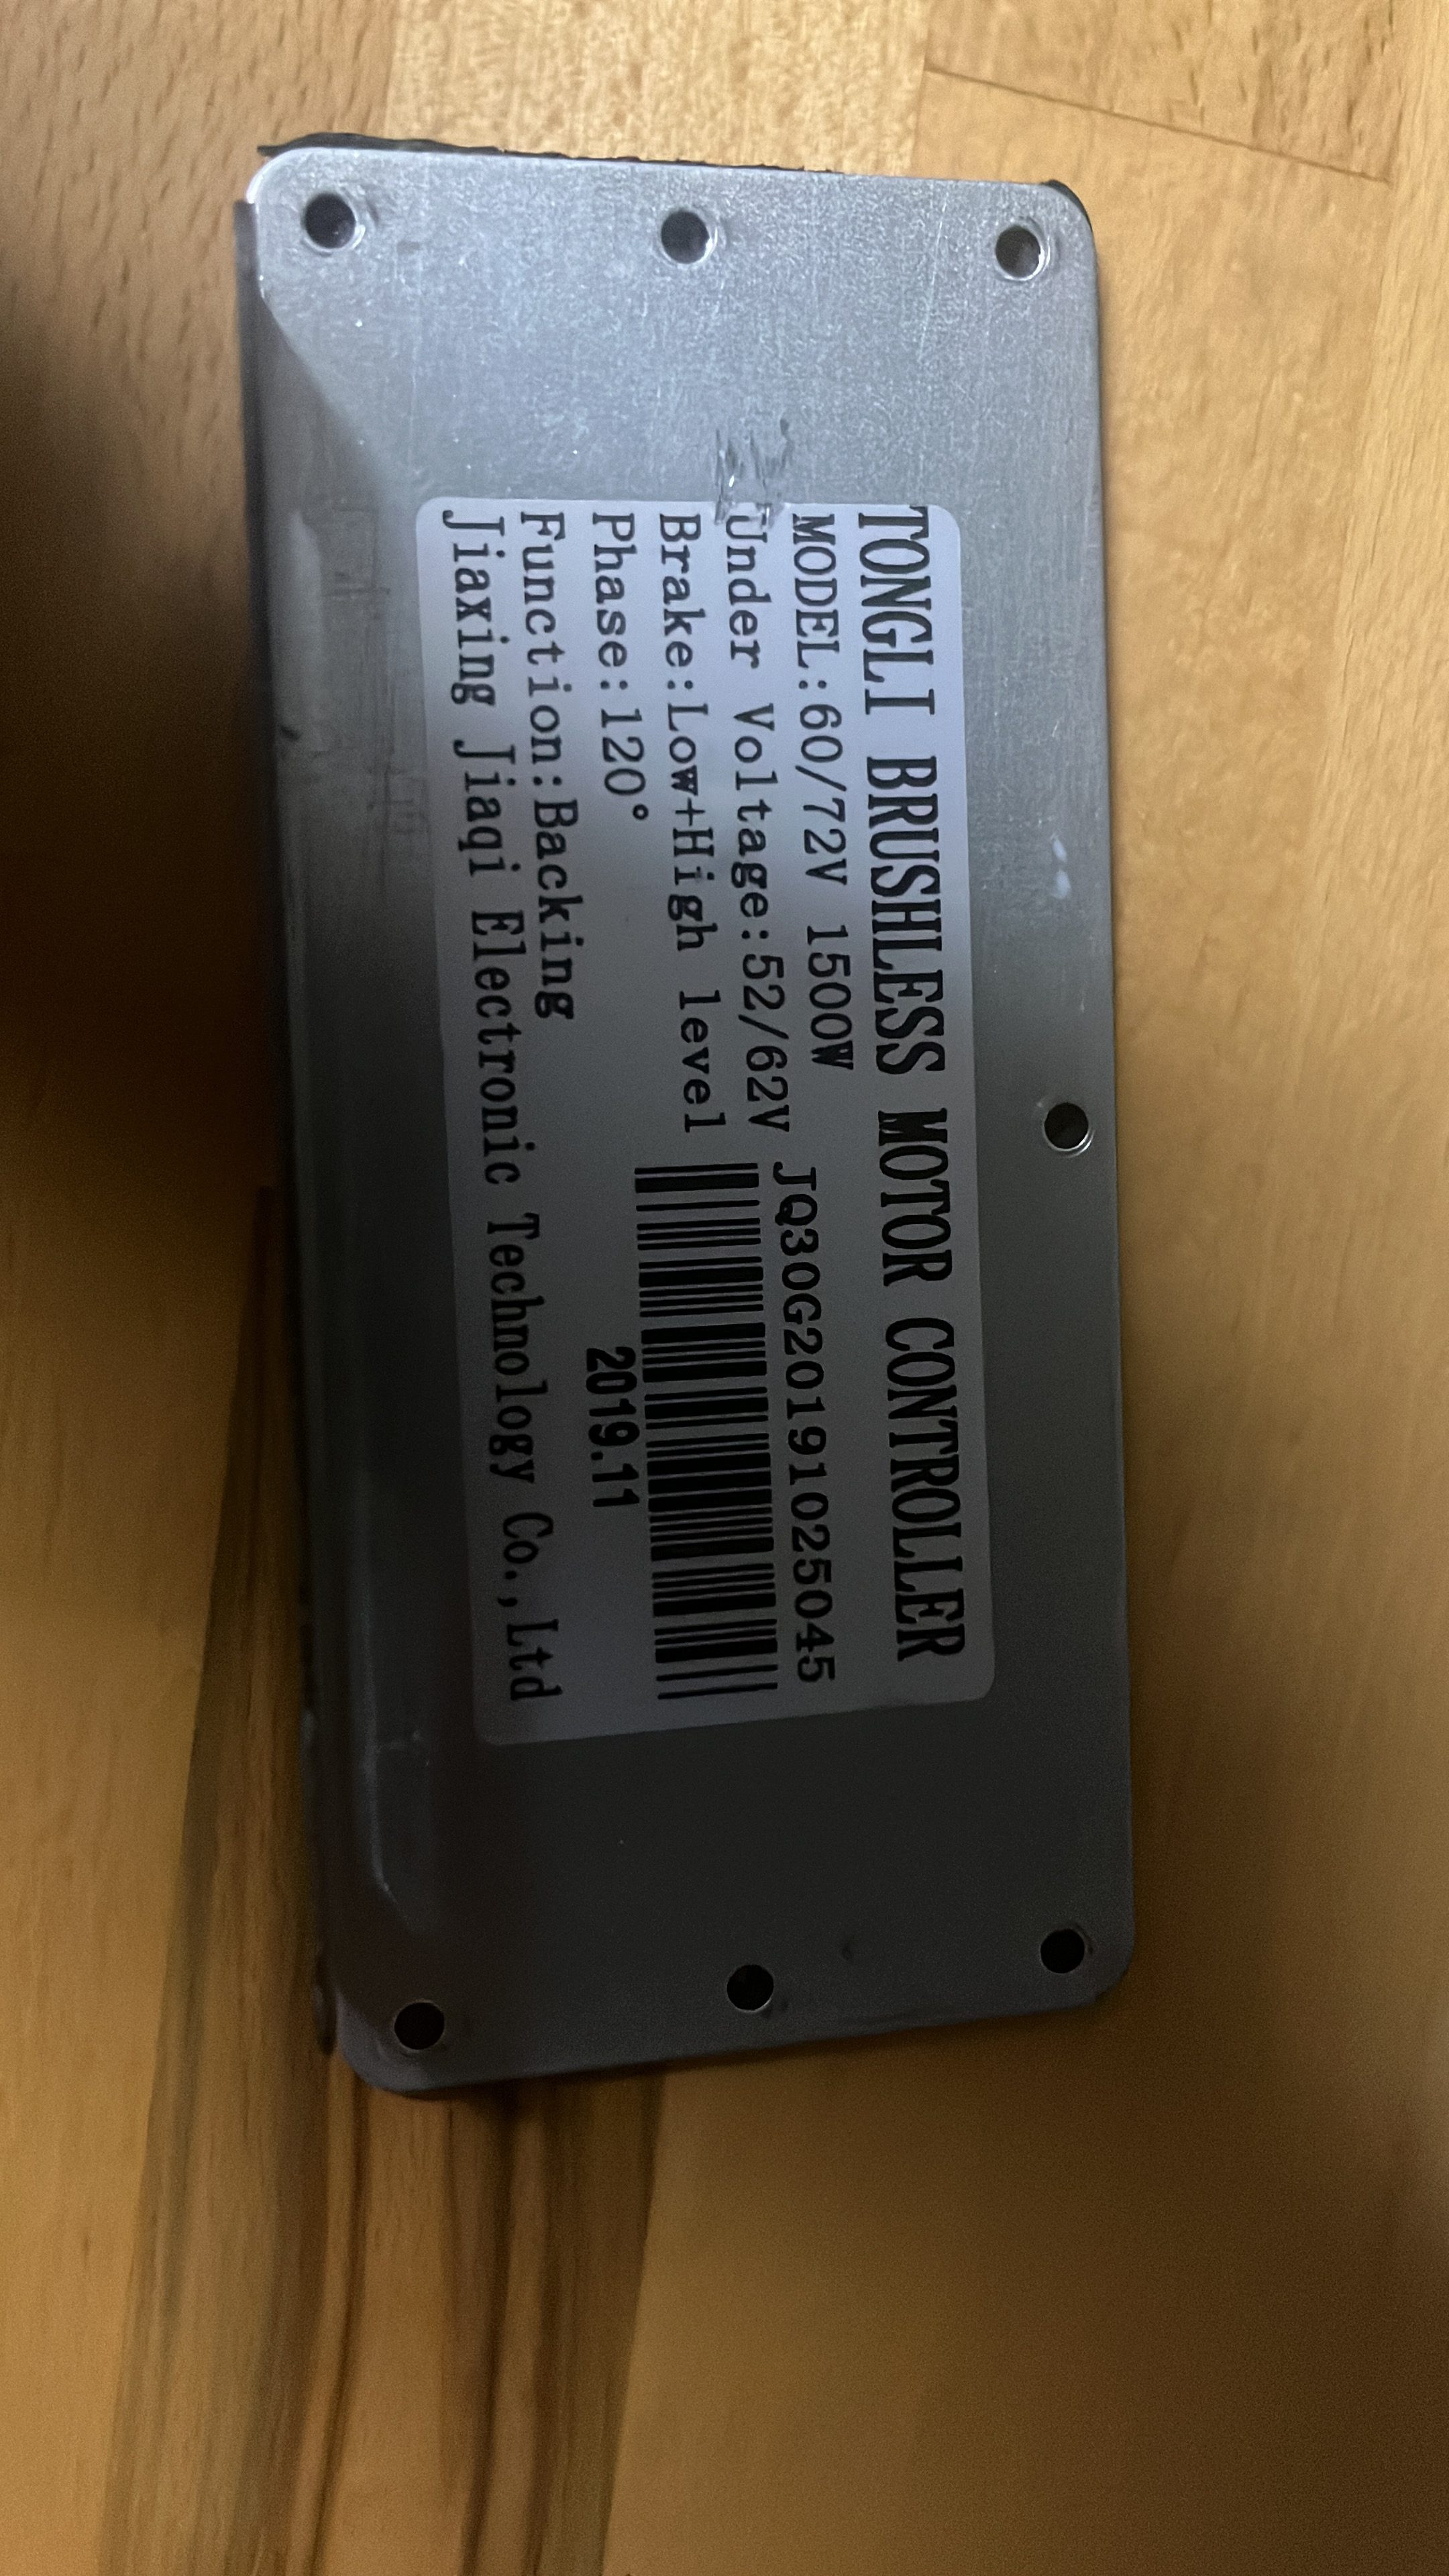 TONGLI BRUSHLESS MOTOR CONTROLLER
MODEL:60/72V 1500W
Under Voltage:52/62V JQ30G20191025045
Brake:Low+High level
Phase:120°
2019.11
Function:Backing
Jiaxing Jiaqi Electronic Technology Co.,Ltd